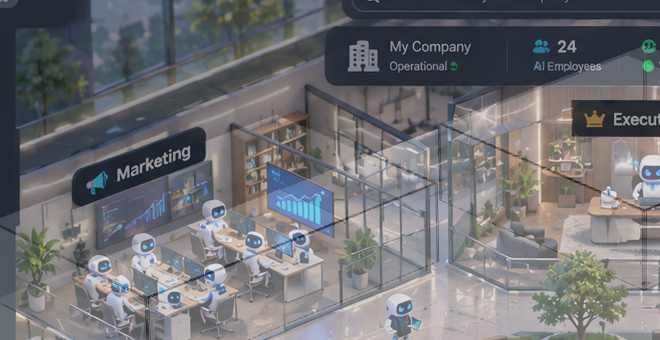 My Company
Operational
24
AI Employees
Execut
Marketing